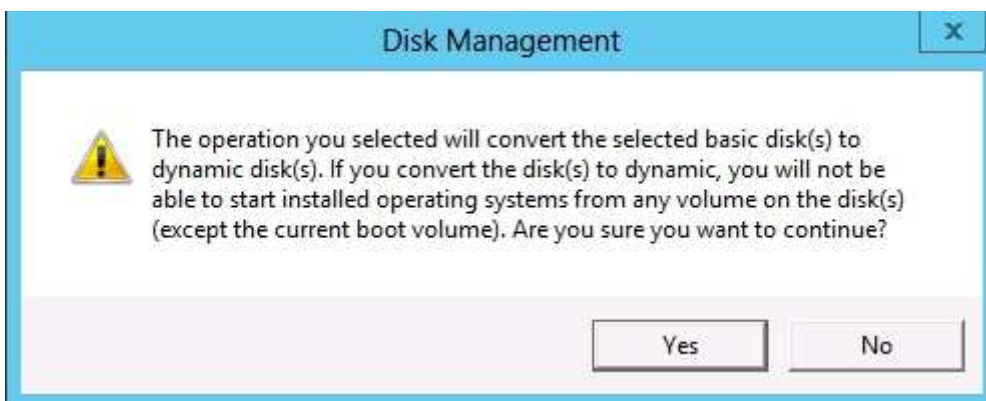 Disk Management
x
The operation you selected will convert the selected basic disk(s) to
dynamic disk(s). If you convert the disk(s) to dynamic, you will not be
able to start installed operating systems from any volume on the disk(s)
(except the current boot volume). Are you sure you want to continue?
Yes
No